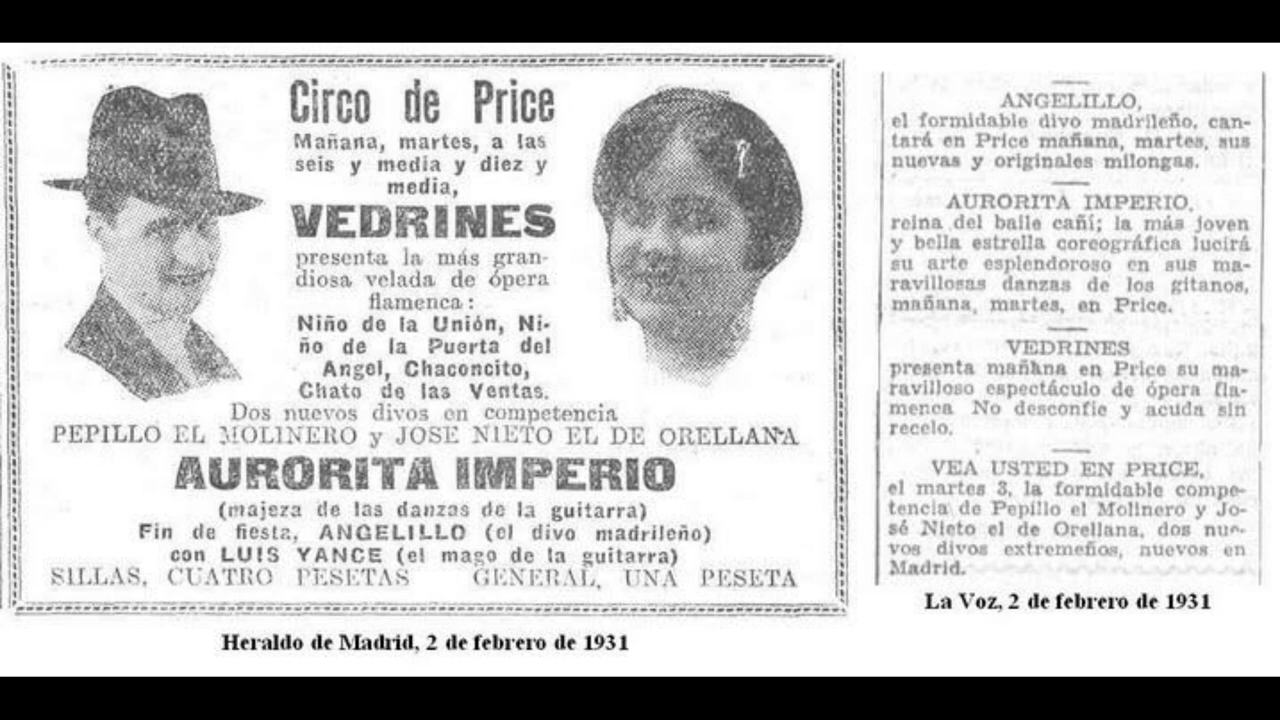 Circo de Price
Mañana, martes, a las
seis y media y diez y
media,
VEDRINES
presenta la más gran-
diosa velada de ópera
flamenca:
Niño de la Unión, Ni-
ño de la Puerta del
Angel, Chaconcito,
Chato de las Ventas.
Dos nuevos divos en competencia
PEPILLO EL MOLINERO y JOSE NIETO EL DE ORELLANA
AURORITA IMPERIO
(majeza de las danzas de la guitarra)
Fin de fiesta, ANGELILLO (el divo madrileño)
con LUIS YANCE (el mago de la guitarra)
SILLAS, CUATRO PESETAS GENERAL, UNA PESETA
Heraldo de Madrid, 2 de febrero de 1931
ANGELILLO,
el formidable divo madrileño, can-
tará en Price mañana, martes, sus
nuevas y originales milongas.
AURORITA IMPERIO,
reina del baile cañí; la más joven
y bella estrella coreográfica lucirá
su arte esplendoroso en sus ma-
ravillosas danzas de los gitanos,
mañana, martes, en Price.
VEDRINES
presenta mañana en Price su ma-
ravilloso espectáculo de ópera fla-
menca No desconfíe y acuda sin
recelo.
VEA USTED EN PRICE,
el martes 3, la formidable compe-
tencia de Pepillo el Molinero y Jo-
sé Nieto el de Orellana, dos nue-
vos divos extremeños, nuevos en
Madrid.
La Voz, 2 de febrero de 1931